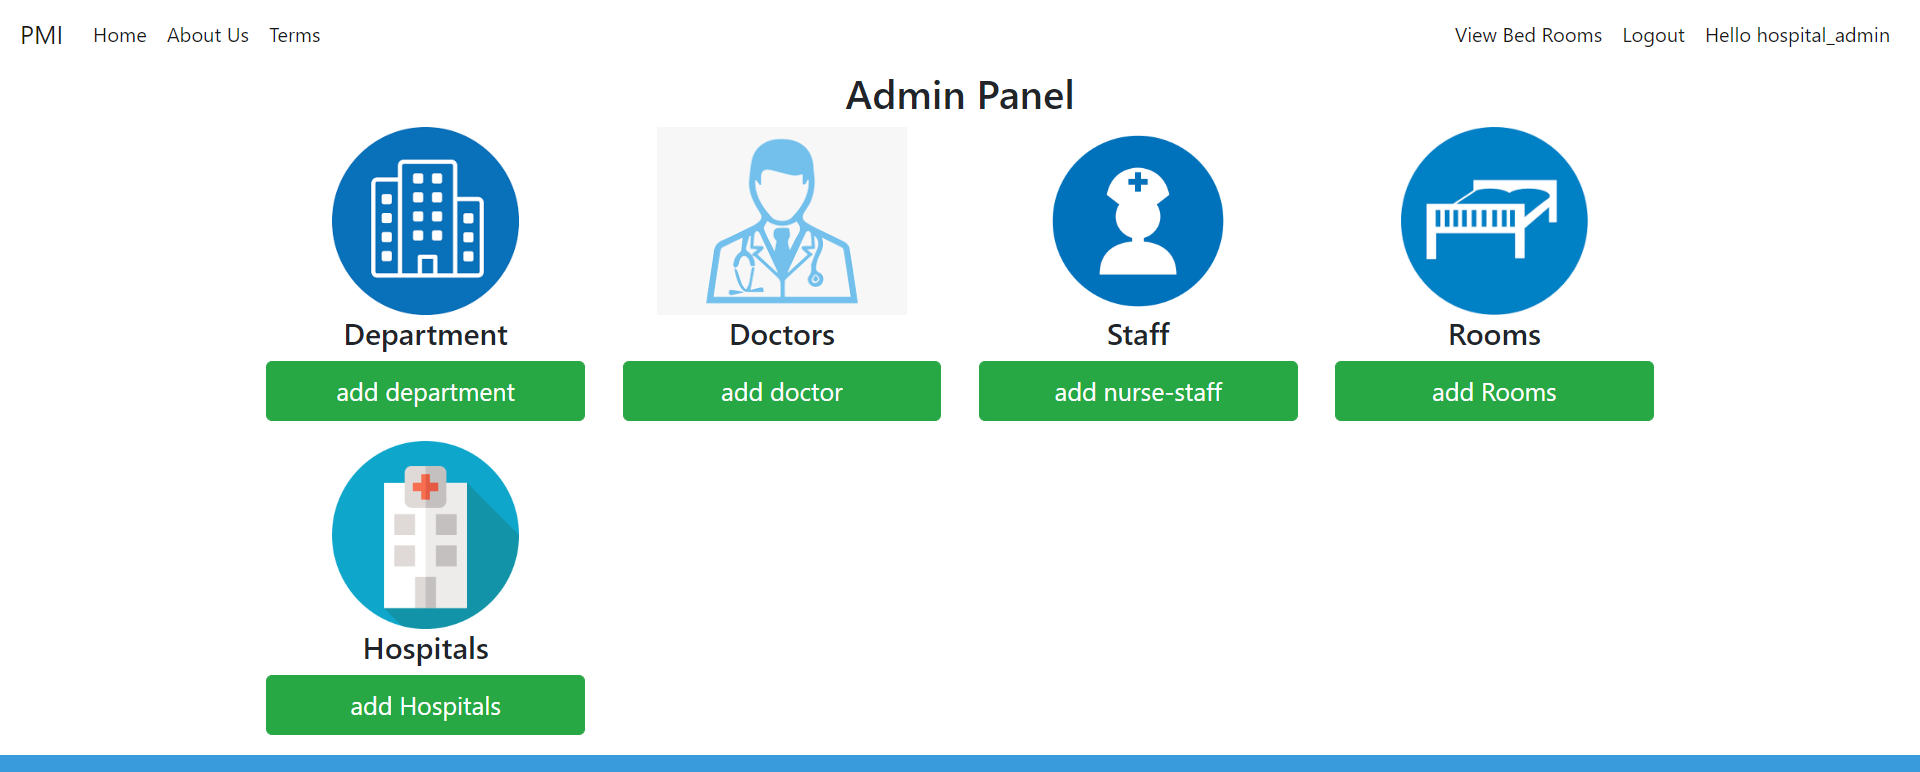 PMI Home About Us Terms View Bed Rooms Logout Hello hospital_admin
Admin Panel
Department Doctors Staff Rooms
add department add doctor add nurse-staff add Rooms
Hospitals
add Hospitals